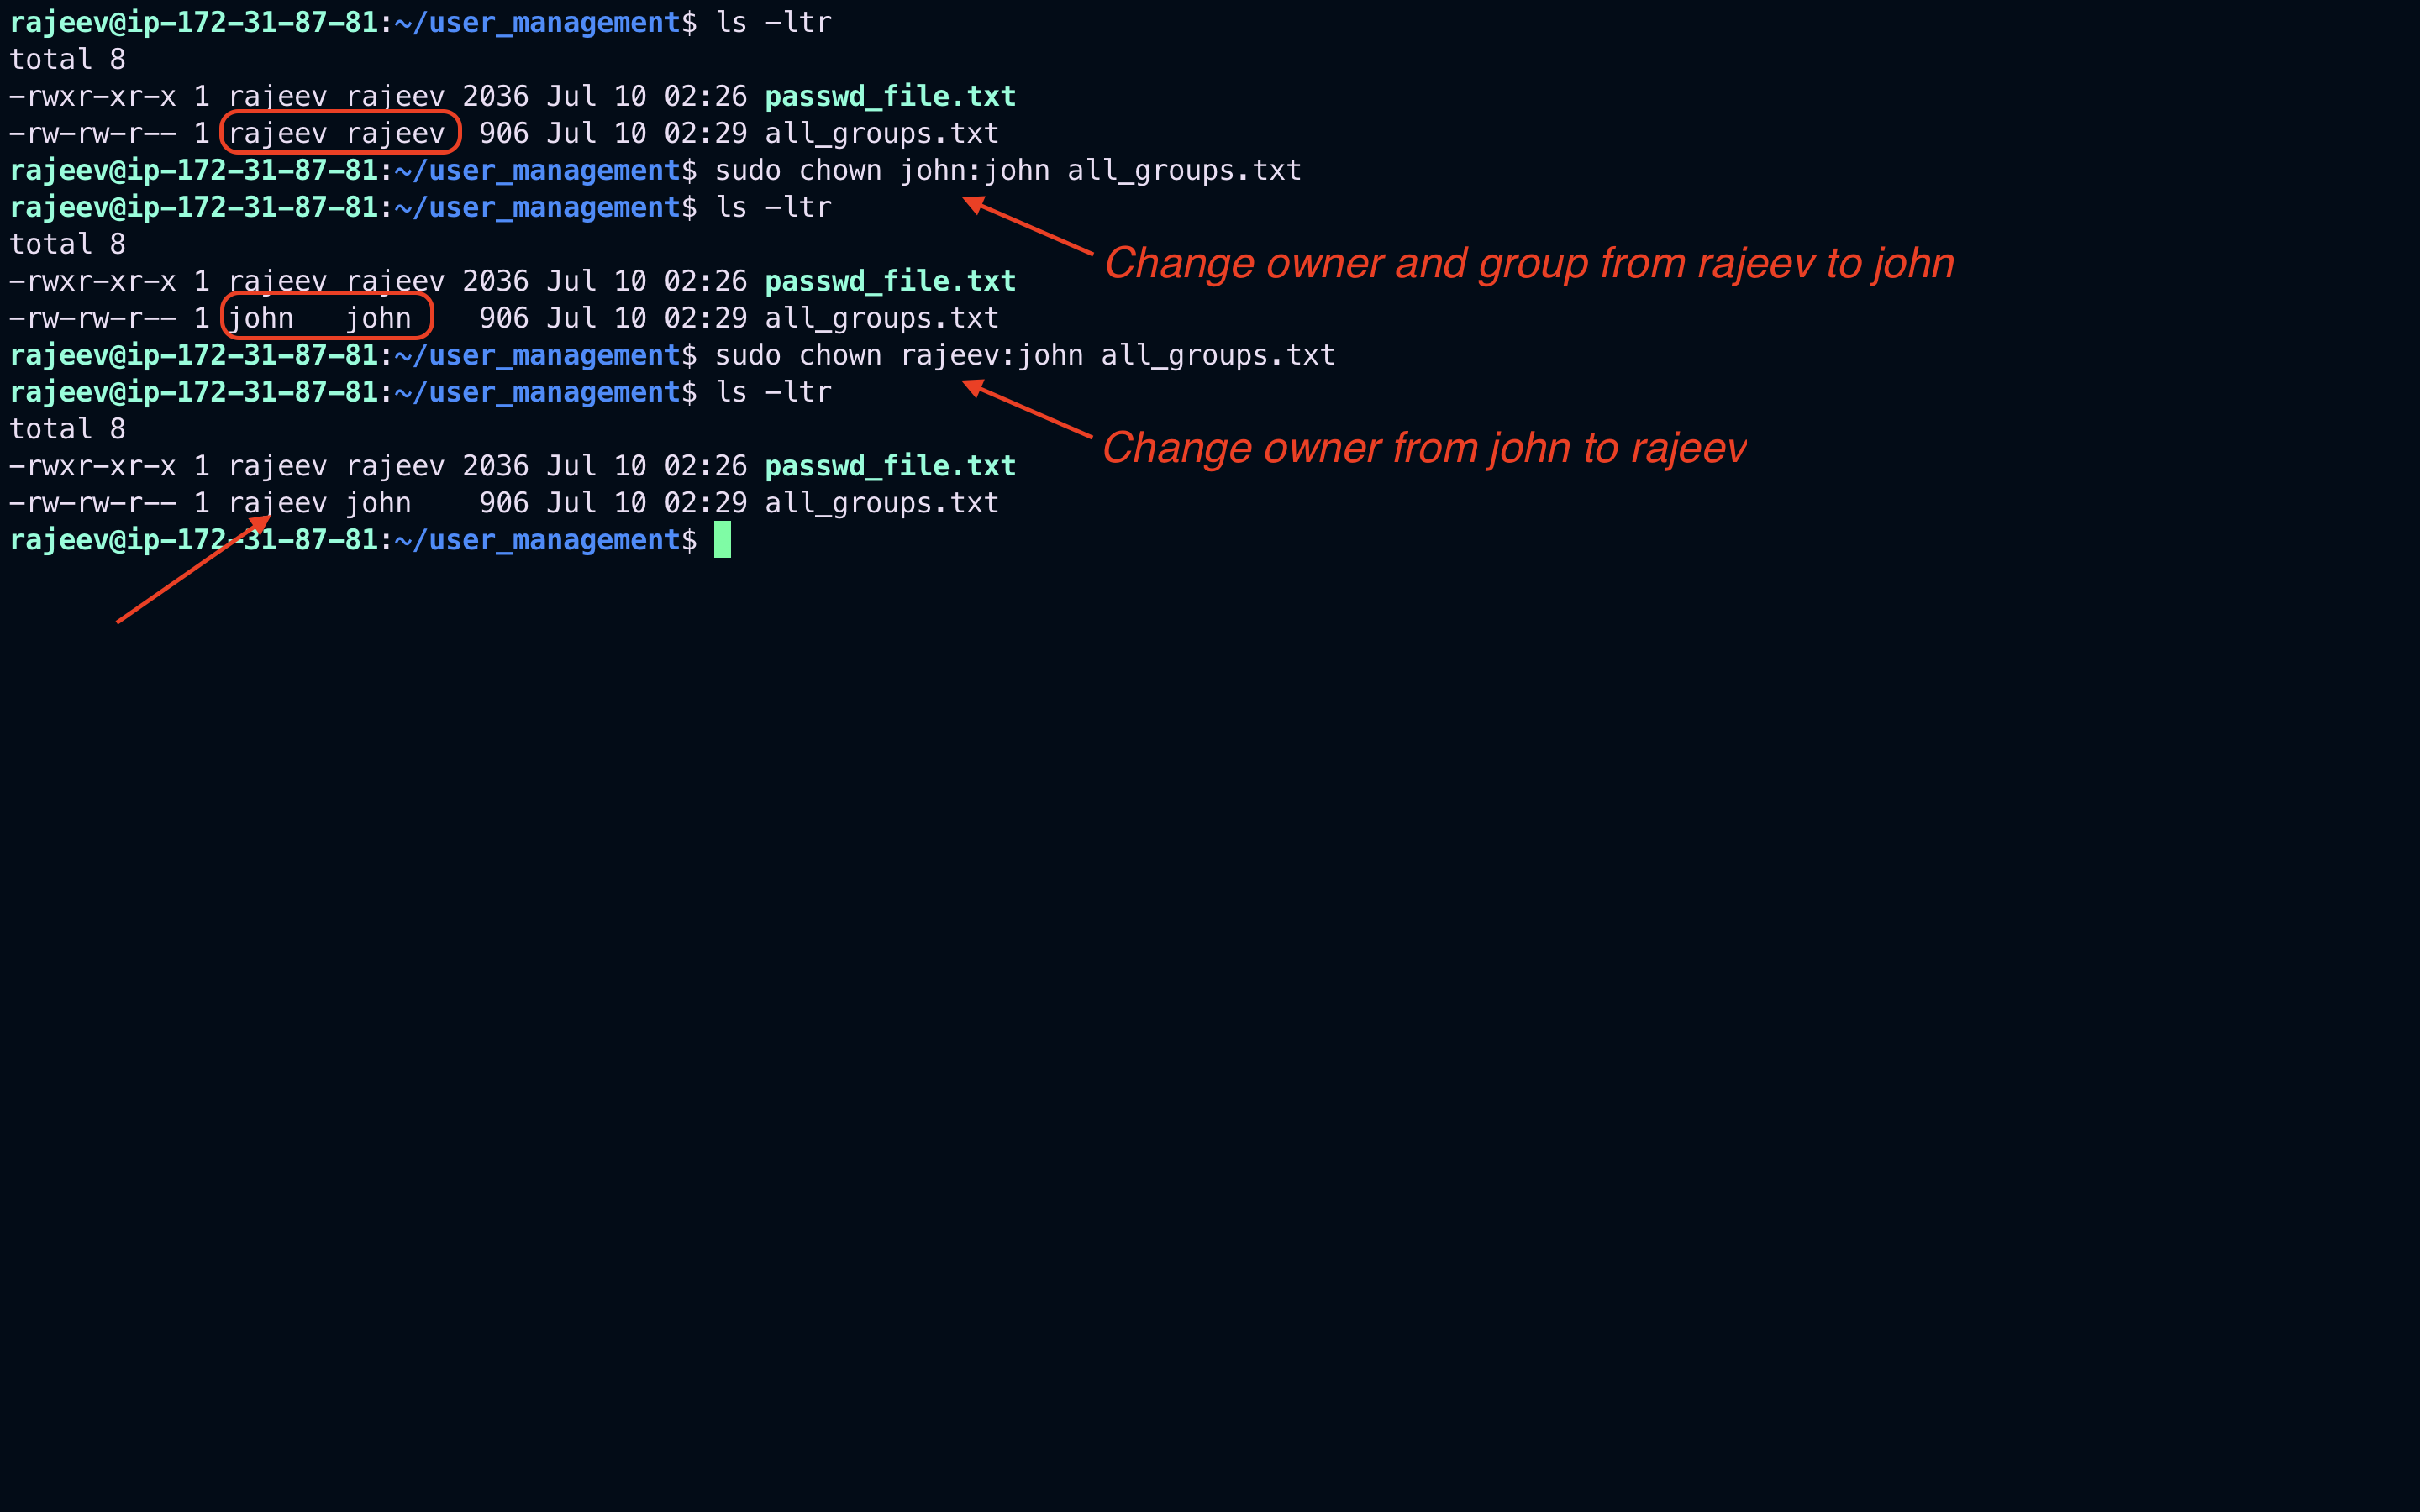 rajeev@ip-172-31-87-81:~/user_management$ ls -ltr
total 8
-rwxr-xr-x 1 rajeev rajeev 2036 Jul 10 02:26 passwd_file.txt
-rw-rw-r-- 1 rajeev rajeev  906 Jul 10 02:29 all_groups.txt
rajeev@ip-172-31-87-81:~/user_management$ sudo chown john:john all_groups.txt
rajeev@ip-172-31-87-81:~/user_management$ ls -ltr
total 8
Change owner and group from rajeev to john
-rwxr-xr-x 1 rajeev rajeev 2036 Jul 10 02:26 passwd_file.txt
-rw-rw-r-- 1 john   john    906 Jul 10 02:29 all_groups.txt
rajeev@ip-172-31-87-81:~/user_management$ sudo chown rajeev:john all_groups.txt
rajeev@ip-172-31-87-81:~/user_management$ ls -ltr
total 8
Change owner from john to rajeev
-rwxr-xr-x 1 rajeev rajeev 2036 Jul 10 02:26 passwd_file.txt
-rw-rw-r-- 1 rajeev john    906 Jul 10 02:29 all_groups.txt
rajeev@ip-172-31-87-81:~/user_management$